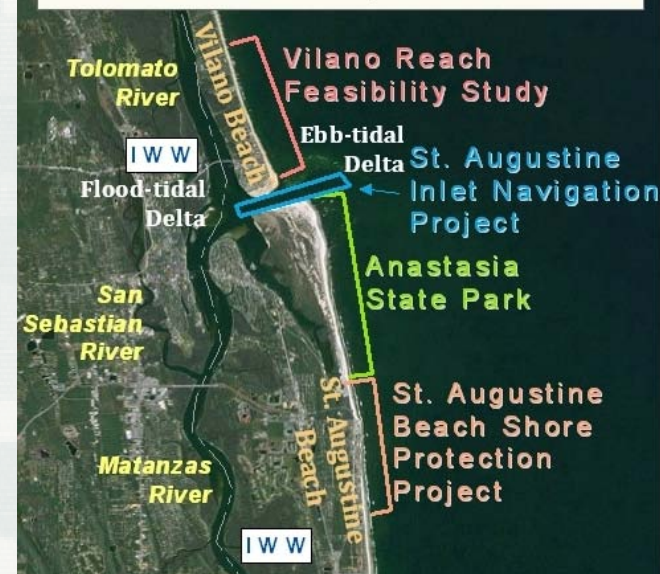 Tolomato
River
Vilano Beach
Vilano Reach
Feasibility Study
IWW
Ebb-tidal
Delta
St. Augustine
Inlet Navigation
Project
Flood-tidal
Delta
Anastasia
State Park
San
Sebastian
River
St. Augustine
Beach
St. Augustine
Beach Shore
Protection
Project
Matanzas
River
IWW